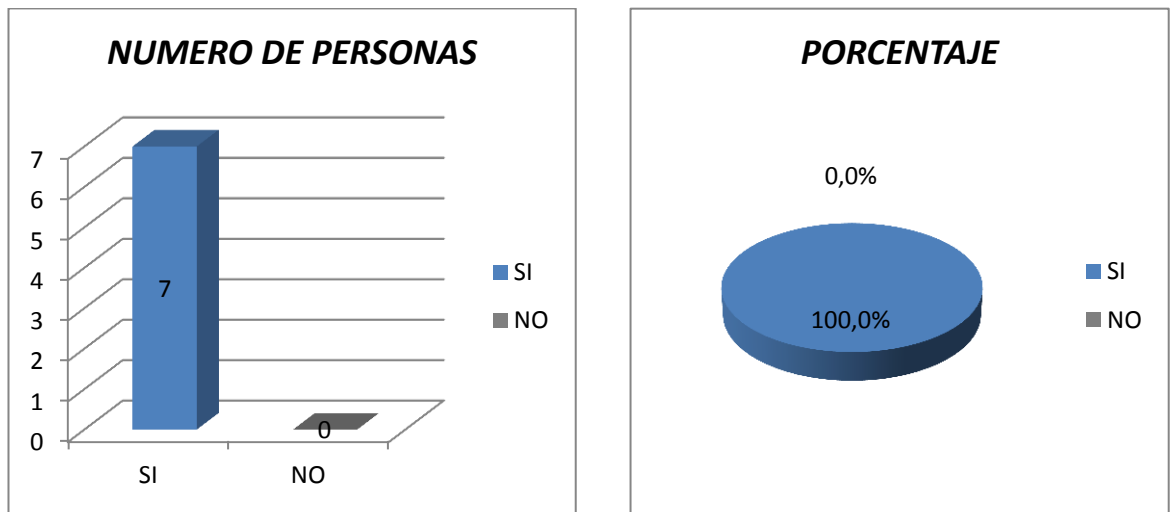 NUMERO DE PERSONAS
7
6
5
4
3
2
1
0
7
0
SI
NO
SI
NO
PORCENTAJE
0,0%
100,0%
SI
NO